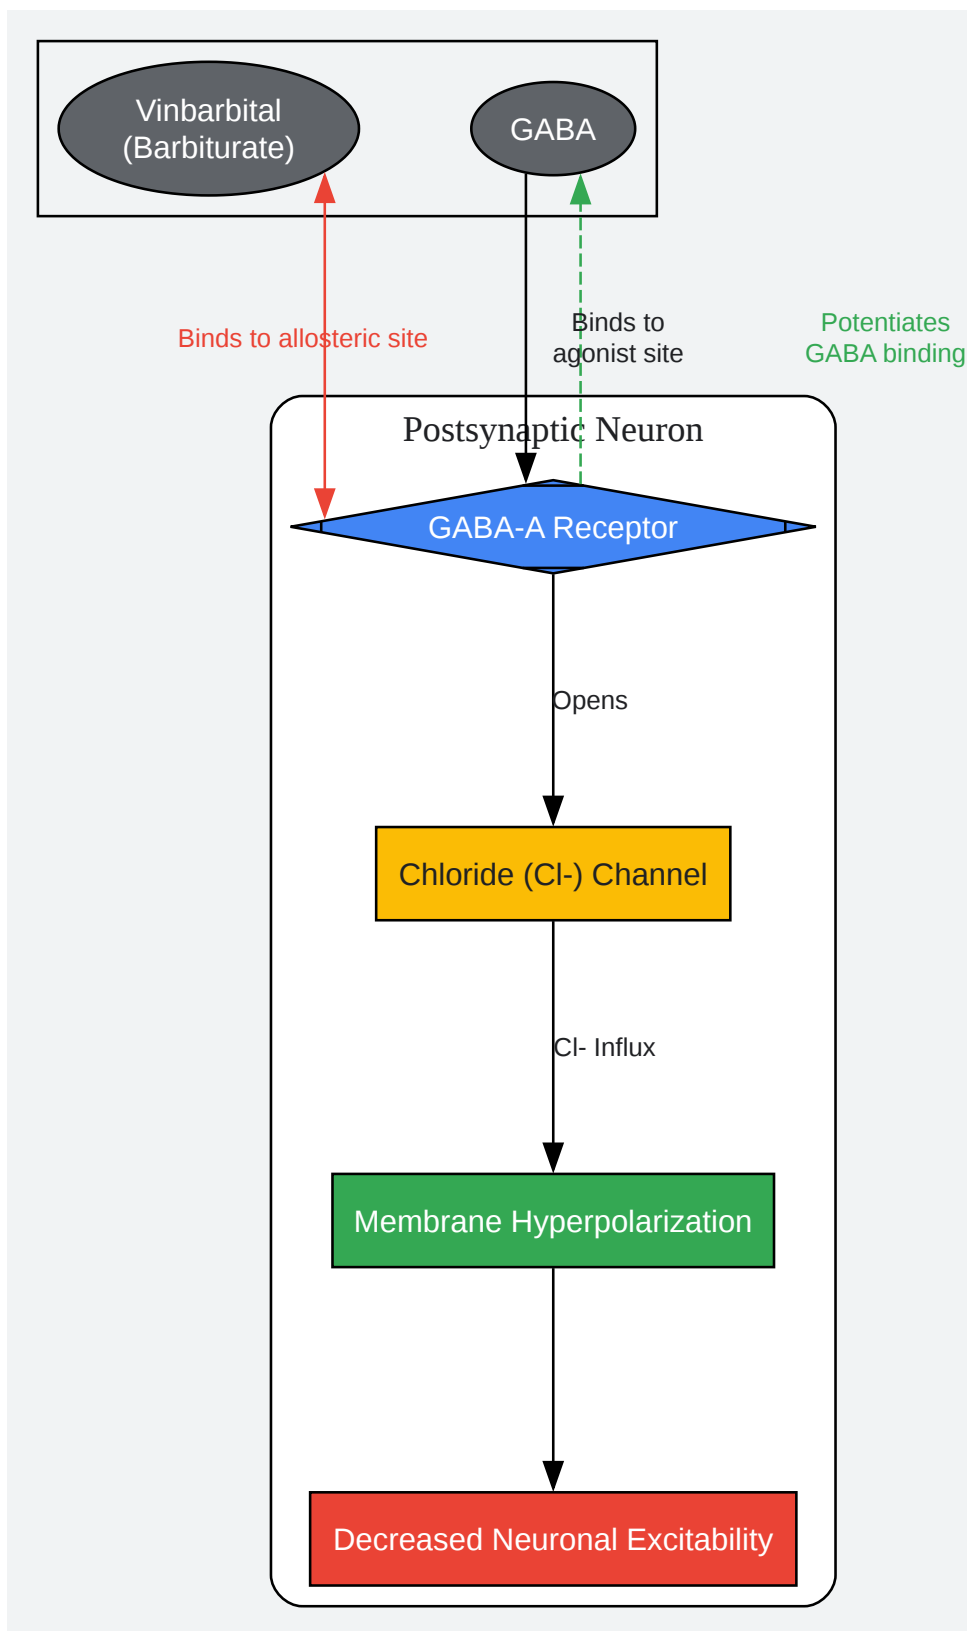 Vinbarbital
(Barbiturate)
GABA
Binds to allosteric site
Binds to
agonist site
Potentiates
GABA binding
Postsynaptic Neuron
GABA-A Receptor
Opens
Chloride (Cl-) Channel
Cl- Influx
Membrane Hyperpolarization
Decreased Neuronal Excitability